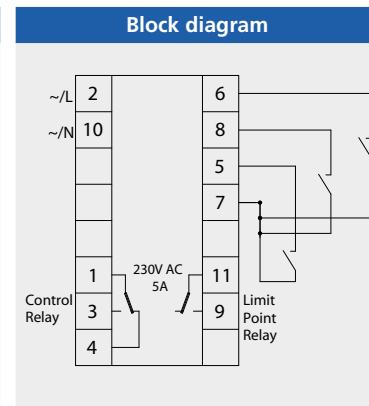 Block diagram
~/L 2 6
~/N 10 8
5
7
1 230V AC 11
5A
Control Relay 3 9 Limit Point Relay
4